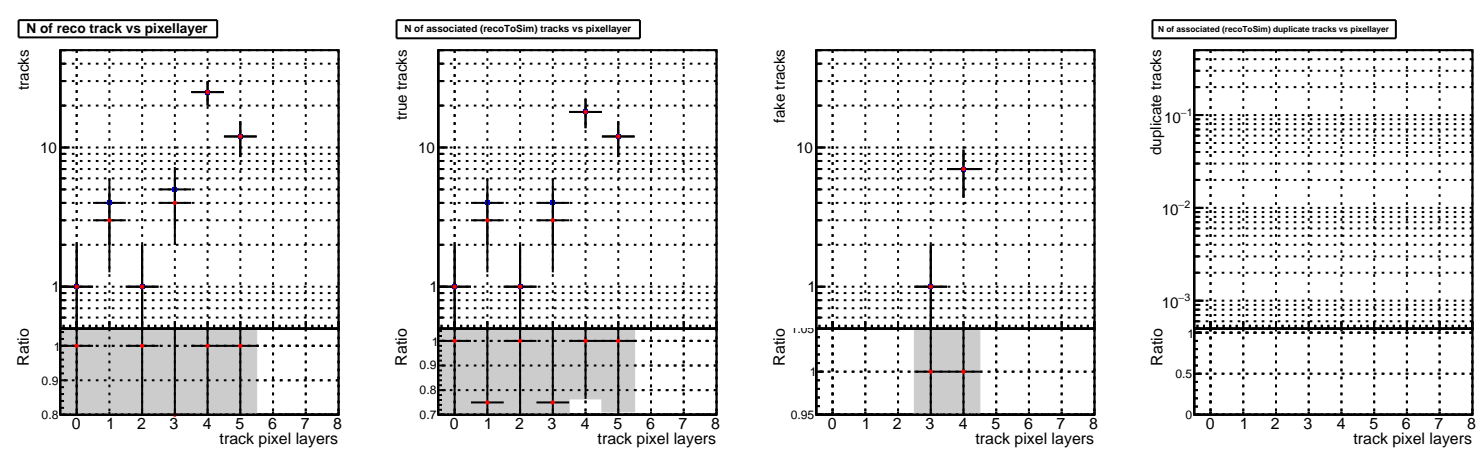 N of reco track vs pixellayer
tracks
10
1
Ratio
1
0.9
0.8
0 1 2 3 4 5 6 7 8
track pixel layers
N of associated (recoToSim) tracks vs pixellayer
true tracks
10
1
Ratio
1
0.9
0.8
0.7
0 1 2 3 4 5 6 7 8
track pixel layers
fake tracks
10
1
Ratio
1.05
1
0.95
0 1 2 3 4 5 6 7 8
track pixel layers
N of associated (recoToSim) duplicate tracks vs pixellayer
duplicate tracks
10⁻¹
10⁻²
10⁻³
Ratio
1
0.5
0
0 1 2 3 4 5 6 7 8
track pixel layers